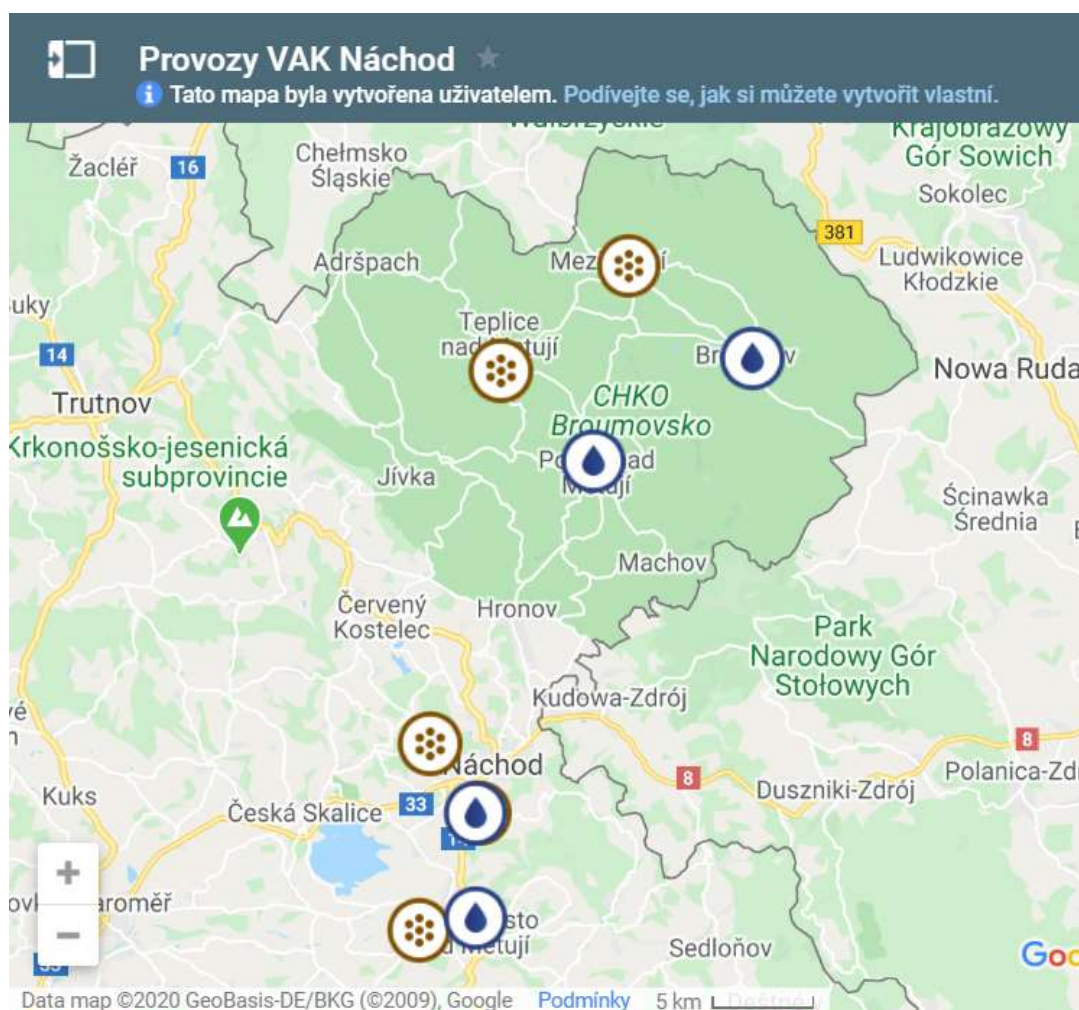 Provozy VAK Náchod
Tato mapa byla vytvořena uživatelem. Podívejte se, jak si můžete vytvořit vlastní.
Krajobrazowy
Gór Sowich
Žacléř
16
Chełmsko
Śląskie
Sokolec
381
Adršpach
Ludwikowice
Kłodzkie
Teplice
14
Nowa Ruda
Trutnov
CHKO
Broumovsko
Krkonošsko-jesenická
subprovincie
Jívka
Metují
Ścinawka
Średnia
Machov
Červený
Kostelec
Hronov
Park
Narodowy Gór
Stołowych
Kudowa-Zdrój
8
Náchod
8
Polanica-Zdr
Kuks
Duszniki-Zdrój
Česká Skalice
33
14
+
aroměř
−
Sedloňov
Goo
Data map ©2020 GeoBasis-DE/BKG (©2009), Google Podmínky 5 km